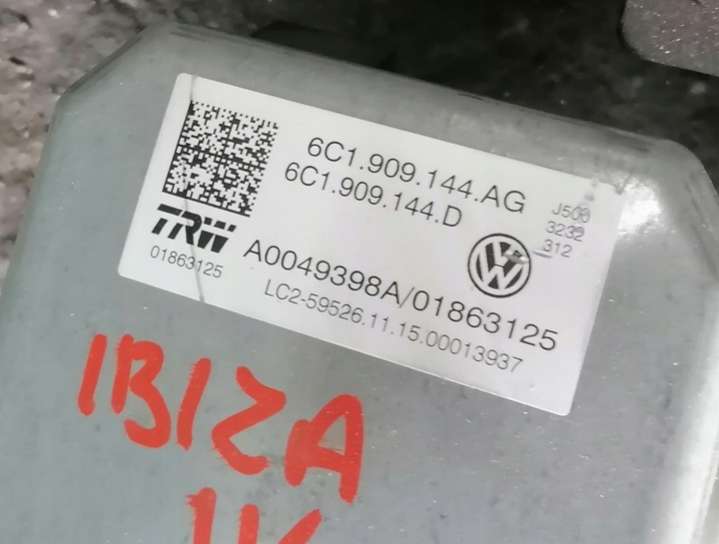 6C1.909.144.AG
6C1.909.144.D
J500
3232
312
TRW
01863125
A0049398A/01863125
LC2-59526.11.15.00013937
IBIZA